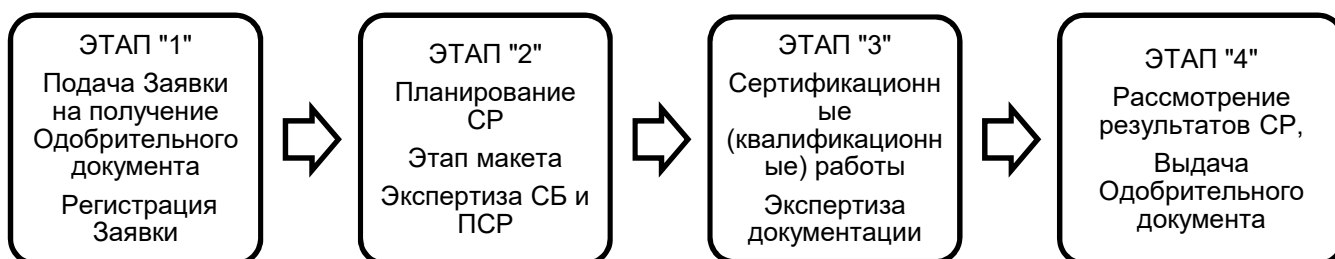 ЭТАП "1"
Подача Заявки
на получение
Одобрительного
документа
Регистрация
Заявки
ЭТАП "2"
Планирование
СР
Этап макета
Экспертиза СБ и
ПСР
ЭТАП "3"
Сертификационн
ые
(квалификационн
ые) работы
Экспертиза
документации
ЭТАП "4"
Рассмотрение
результатов СР,
Выдача
Одобрительного
документа